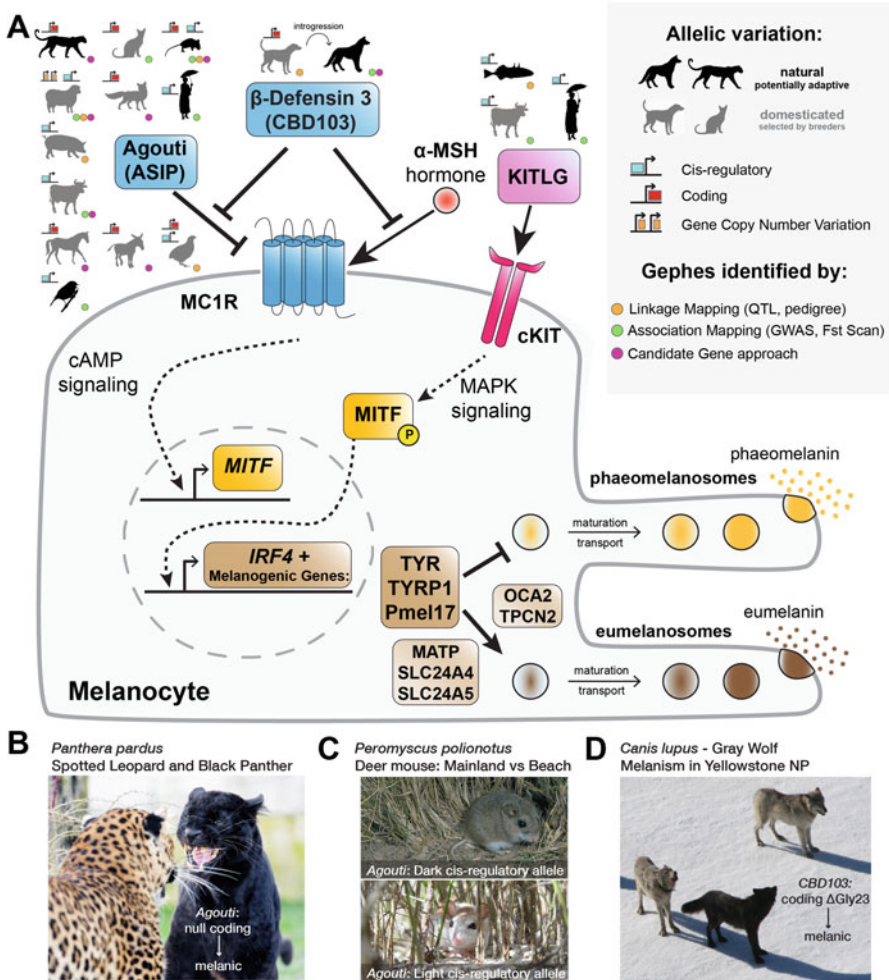 A
introgression
β-Defensin 3
(CBD103)
Agouti
(ASIP)
α-MSH
hormone
KITLG
MC1R
cKIT
cAMP
signaling
MAPK
signaling
MITF
P
MITF
IRF4 +
Melanogenic Genes:
TYR
TYRP1
Pmel17
OCA2
TPCN2
MATP
SLC24A4
SLC24A5
phaeomelanin
phaeomelanosomes
maturation
transport
eumelanin
eumelanosomes
maturation
transport
Melanocyte
Allelic variation:
natural
potentially adaptive
domesticated
selected by breeders
Cis-regulatory
Coding
Gene Copy Number Variation
Gephes identified by:
Linkage Mapping (QTL, pedigree)
Association Mapping (GWAS, Fst Scan)
Candidate Gene approach
B
Panthera pardus
Spotted Leopard and Black Panther
Agouti:
null coding
melanic
C
Peromyscus polionotus
Deer mouse: Mainland vs Beach
Agouti: Dark cis-regulatory allele
Agouti: Light cis-regulatory allele
D
Canis lupus - Gray Wolf
Melanism in Yellowstone NP
CBD103:
coding ΔGly23
melanic